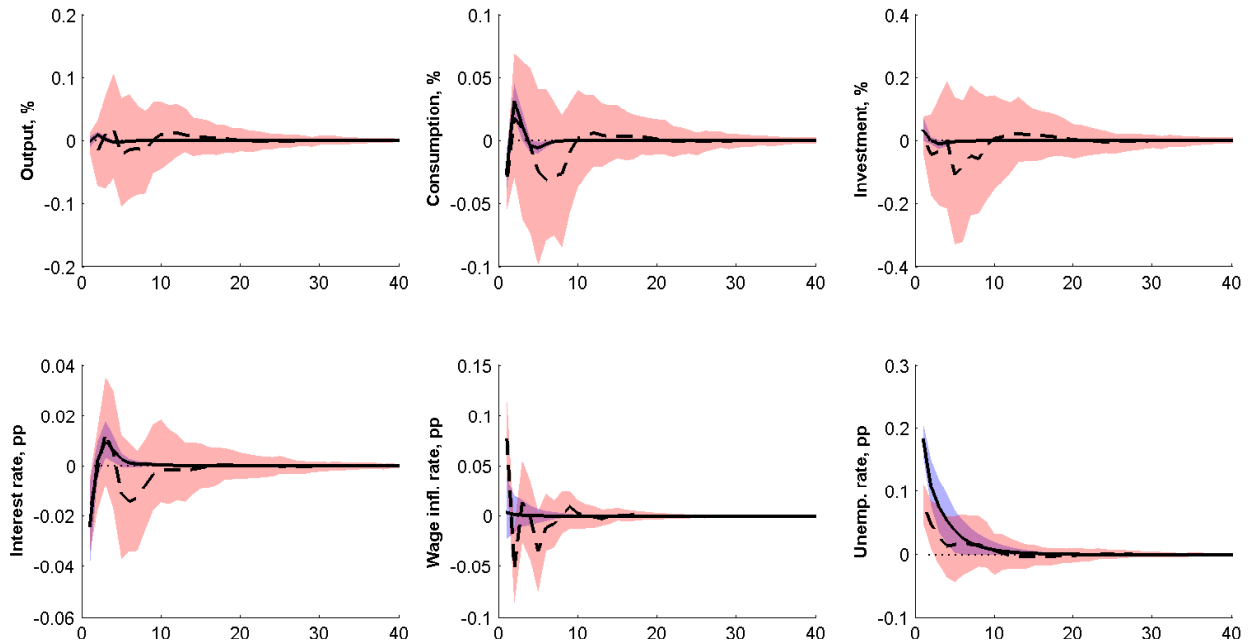 Output, %
0.2
0.1
0
-0.1
-0.2
0 10 20 30 40
Consumption, %
0.1
0.05
0
-0.05
-0.1
0 10 20 30 40
Investment, %
0.4
0.2
0
-0.2
-0.4
0 10 20 30 40
Interest rate, pp
0.04
0.02
0
-0.02
-0.04
-0.06
0 10 20 30 40
Wage infl. rate, pp
0.15
0.1
0.05
0
-0.05
-0.1
0 10 20 30 40
Unemp. rate, pp
0.3
0.2
0.1
0
-0.1
0 10 20 30 40